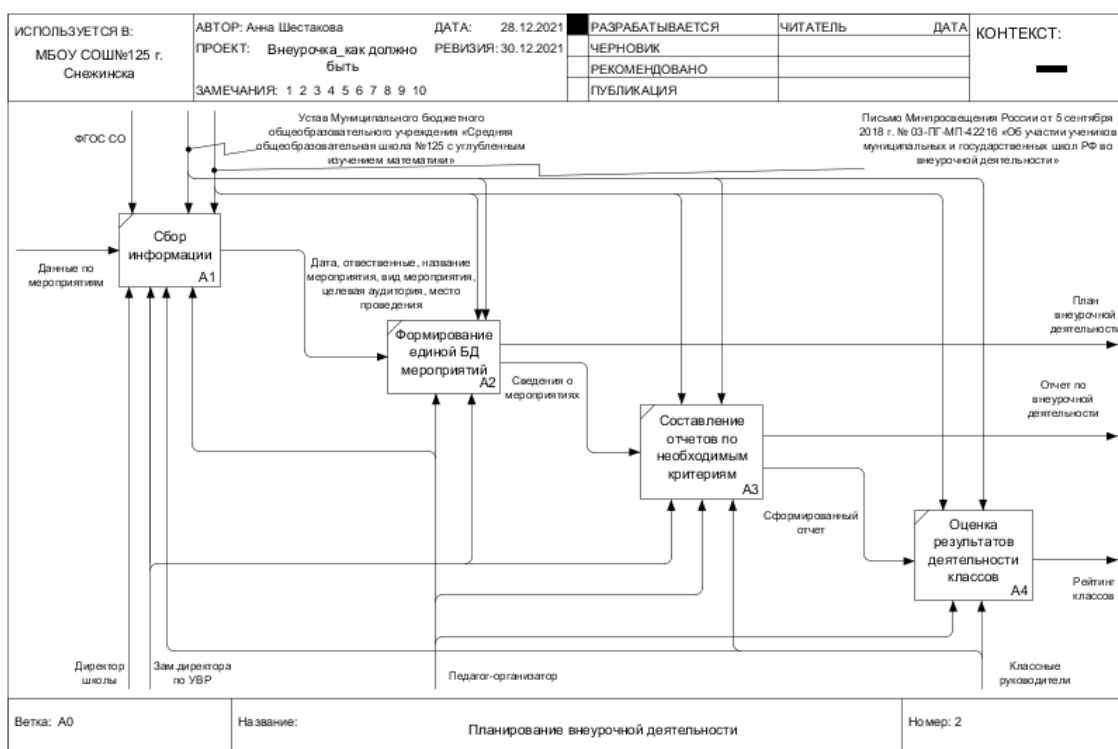 ИСПОЛЬЗУЕТСЯ В:
МБОУ СОШ№125 г.
Снежинска
АВТОР: Анна Шестакова
ДАТА: 28.12.2021
ПРОЕКТ: Внеурочка_как должно
быть
РЕВИЗИЯ: 30.12.2021
ЗАМЕЧАНИЯ: 1 2 3 4 5 6 7 8 9 10
РАЗРАБАТЫВАЕТСЯ
ЧЕРНОВИК
РЕКОМЕНДОВАНО
ПУБЛИКАЦИЯ
ЧИТАТЕЛЬ
ДАТА
КОНТЕКСТ:
ФГОС СО
Устав Муниципального бюджетного
общеобразовательного учреждения «Средняя
общеобразовательная школа №125 с углубленным
изучением математики»
Письмо Минпросвещения России от 5 сентября
2018 г. № 03-ПГ-МП-42216 «Об участии учеников
муниципальных и государственных школ РФ во
внеурочной деятельности»
Сбор
информации
A1
Данные по
мероприятиям
Дата, отвественные, название
мероприятия, вид мероприятия,
целевая аудитория, место
проведения
Формирование
единой БД
мероприятий
A2
План
внеурочной
деятельности
Сведения о
мероприятиях
Отчет по
внеурочной
деятельности
Составление
отчетов по
необходимым
критериям
A3
Сформированный
отчет
Оценка
результатов
деятельности
классов
A4
Рейтинг
классов
Директор
школы
Зам.директора
по УВР
Педагог-организатор
Классные
руководители
Ветка: A0
Название:
Планирование внеурочной деятельности
Номер: 2